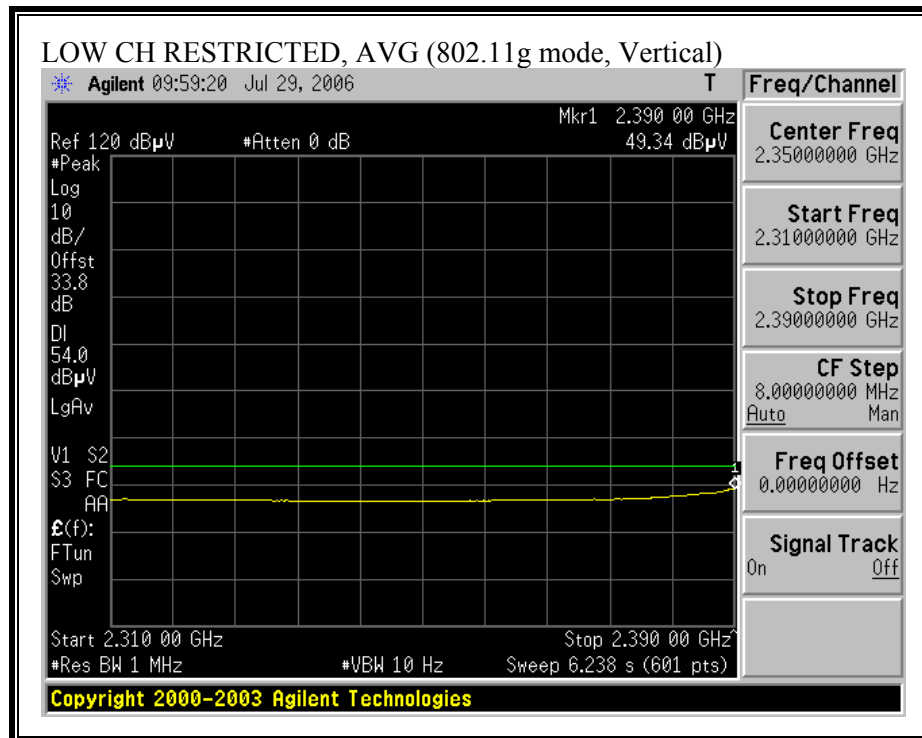 LOW CH RESTRICTED, AVG (802.11g mode, Vertical)
Agilent 09:59:20 Jul 29, 2006 T
Mkr1 2.390 00 GHz
Ref 120 dBµV #Atten 0 dB 49.34 dBµV
#Peak
Log
10
dB/
Offst
33.8
dB
DI
54.0
dBµV
LgAv
V1 S2
S3 FC
AA
£(f):
FTun
Swp
1
Start 2.310 00 GHz Stop 2.390 00 GHz^
#Res BW 1 MHz #VBW 10 Hz Sweep 6.238 s (601 pts)
Freq/Channel
Center Freq
2.35000000 GHz
Start Freq
2.31000000 GHz
Stop Freq
2.39000000 GHz
CF Step
8.00000000 MHz
Auto Man
Freq Offset
0.00000000 Hz
Signal Track
On Off
Copyright 2000-2003 Agilent Technologies